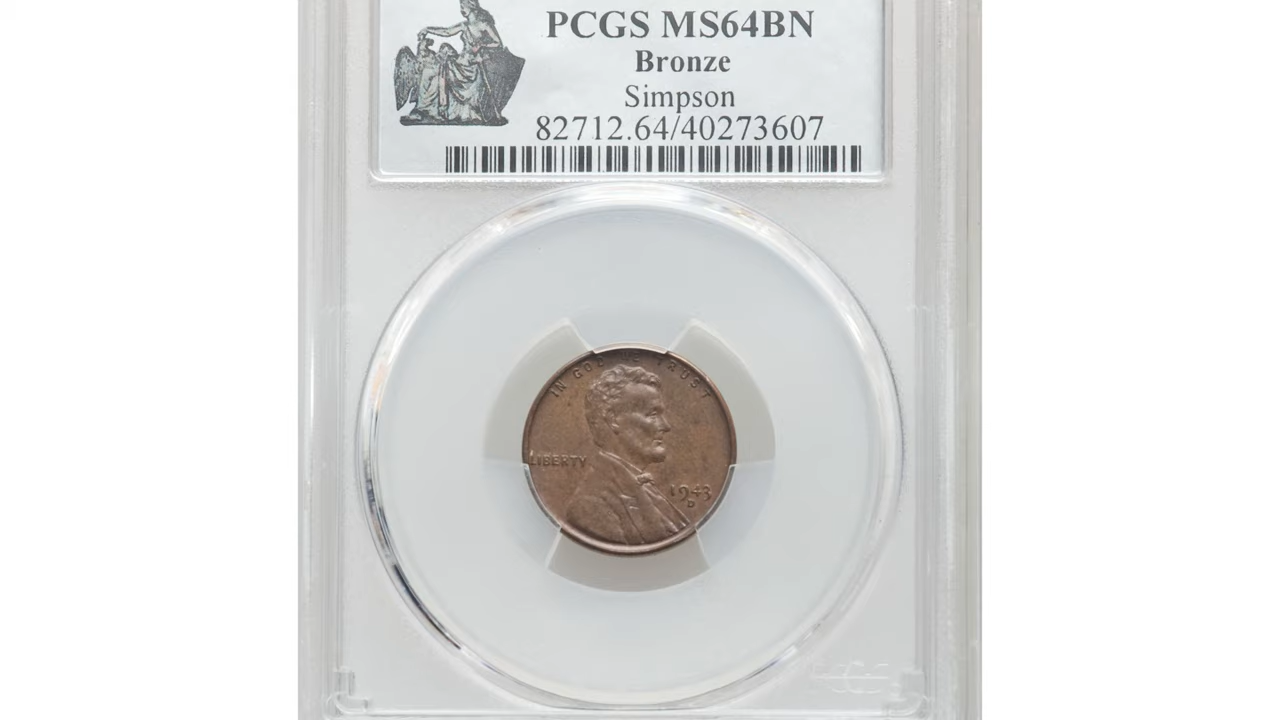 PCGS MS64BN
Bronze
Simpson
82712.64/40273607
IN GOD WE TRUST
LIBERTY
1943
D